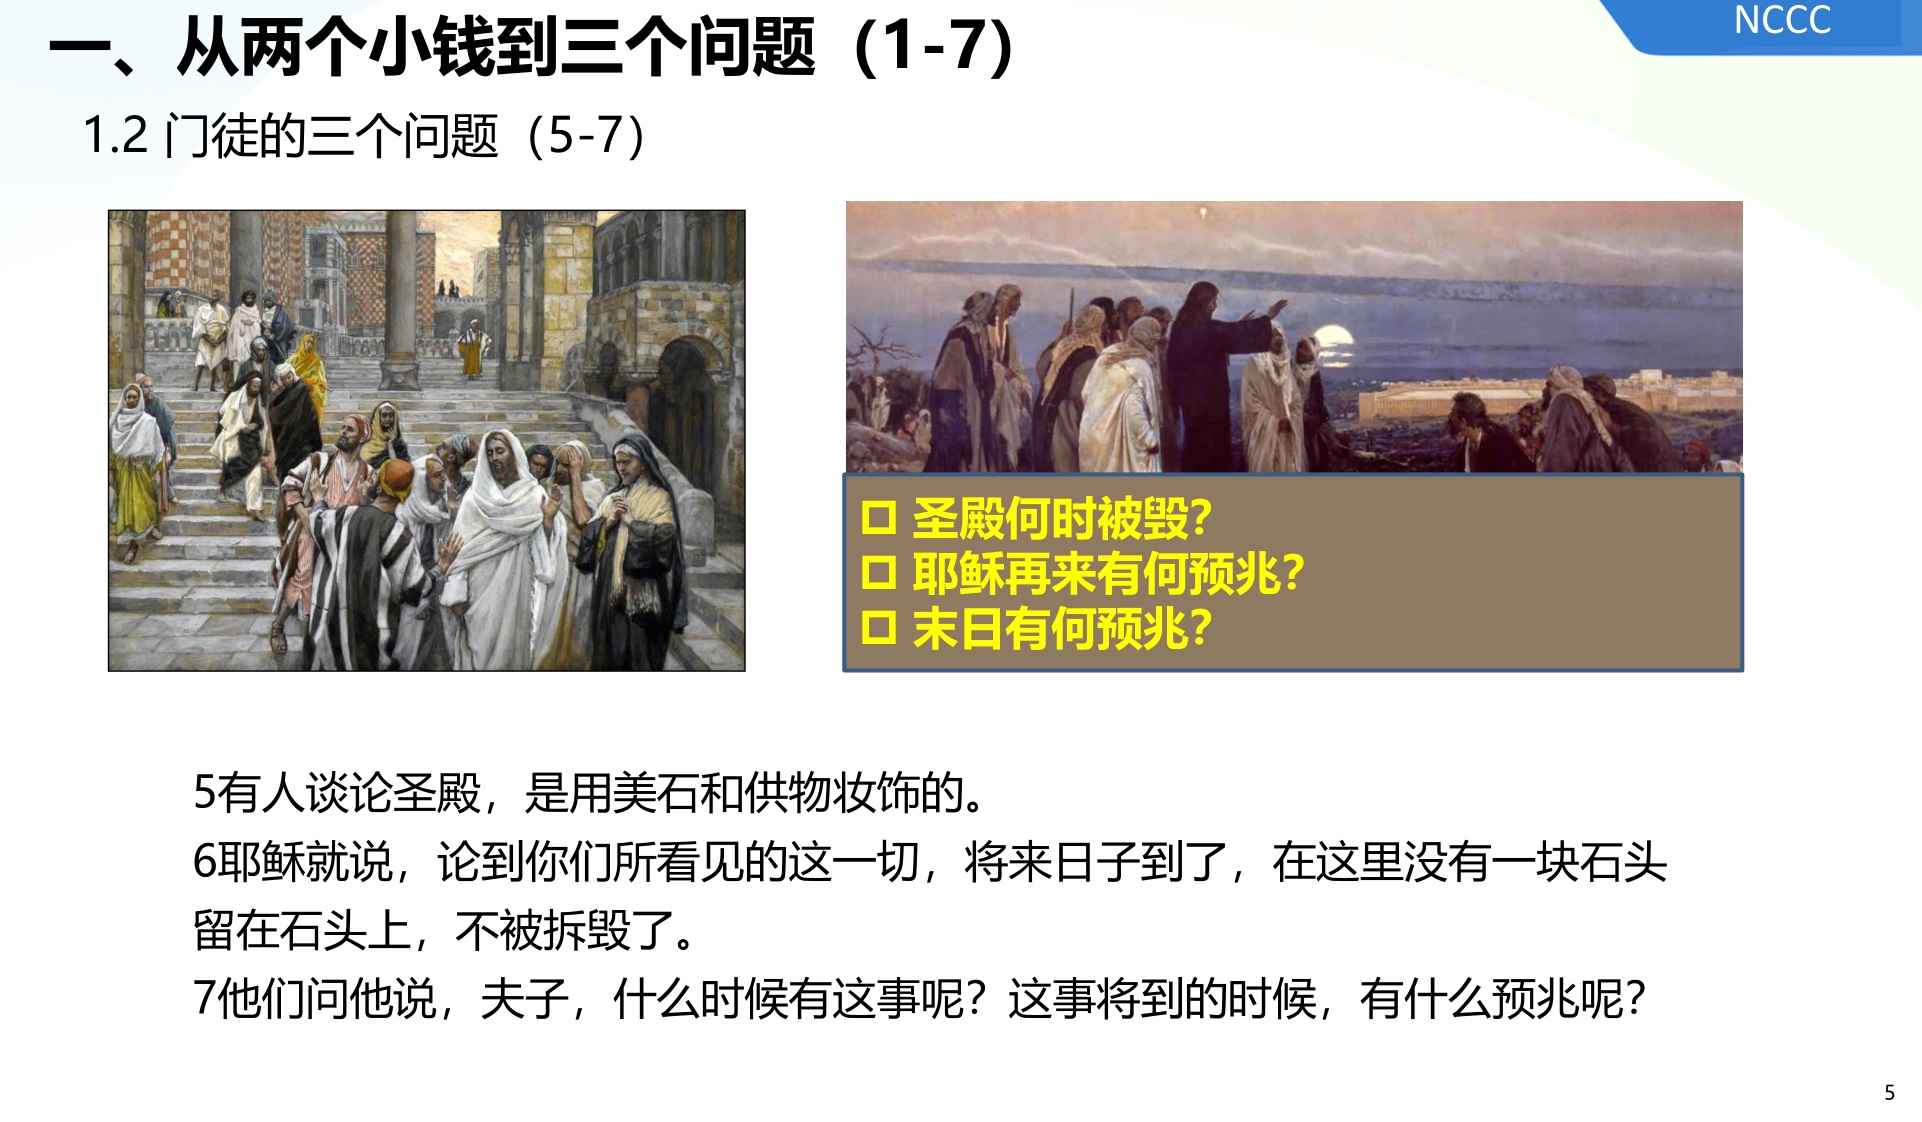 NCCC
一、从两个小钱到三个问题（1-7）
1.2 门徒的三个问题（5-7）
圣殿何时被毁？
耶稣再来有何预兆？
末日有何预兆？
5有人谈论圣殿，是用美石和供物妆饰的。
6耶稣就说，论到你们所看见的这一切，将来日子到了，在这里没有一块石头
留在石头上，不被拆毁了。
7他们问他说，夫子，什么时候有这事呢？这事将到的时候，有什么预兆呢？
5